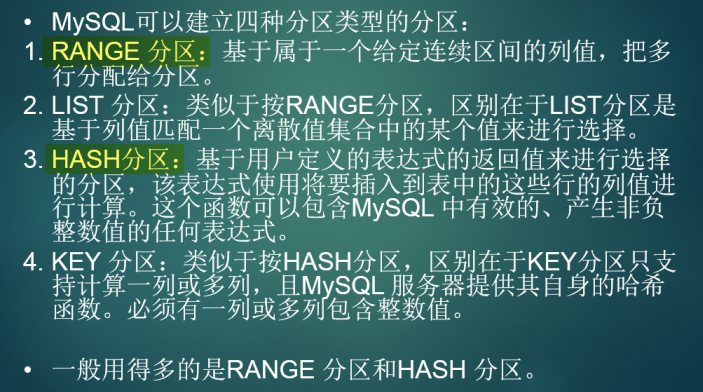 • MySQL可以建立四种分区类型的分区：
1. RANGE 分区：基于属于一个给定连续区间的列值，把多
行分配给分区。
2. LIST 分区：类似于按RANGE分区，区别在于LIST分区是
基于列值匹配一个离散值集合中的某个值来进行选择。
3. HASH分区：基于用户定义的表达式的返回值来进行选择
的分区，该表达式使用将要插入到表中的这些行的列值进
行计算。这个函数可以包含MySQL 中有效的、产生非负
整数值的任何表达式。
4. KEY 分区：类似于按HASH分区，区别在于KEY分区只支
持计算一列或多列，且MySQL 服务器提供其自身的哈希
函数。必须有一列或多列包含整数值。
• 一般用得多的是RANGE 分区和HASH 分区。